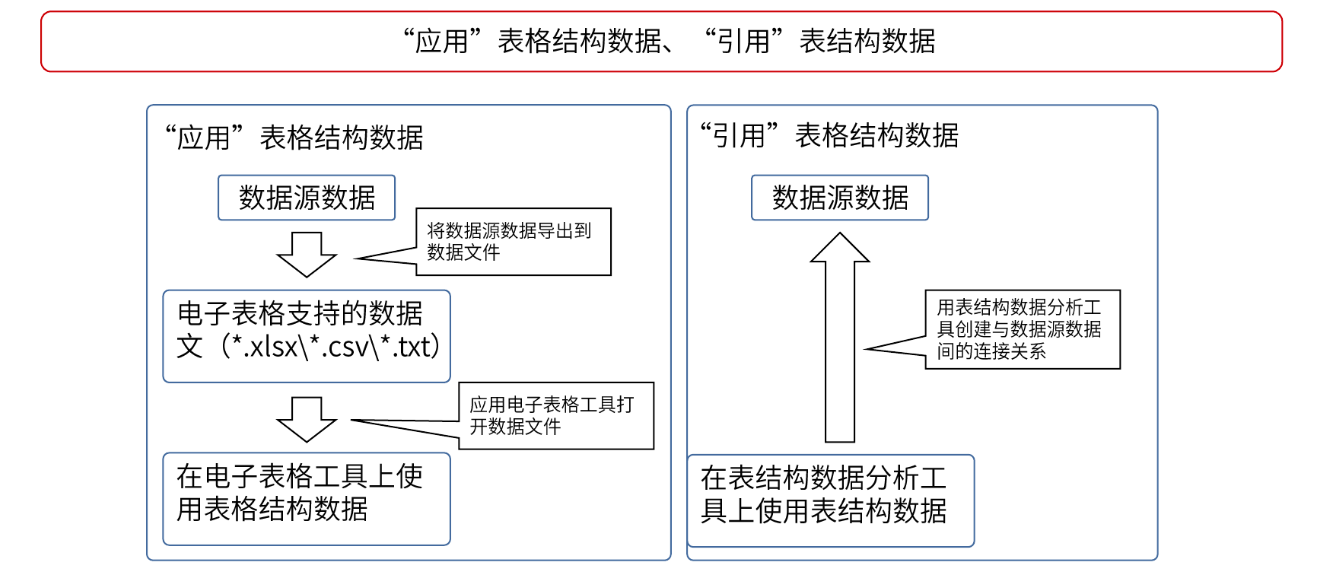 “应用”表格结构数据、“引用”表结构数据
“应用”表格结构数据
数据源数据
将数据源数据导出到
数据文件
电子表格支持的数据
文（*.xlsx\*.csv\*.txt）
应用电子表格工具打
开数据文件
在电子表格工具上使
用表格结构数据
“引用”表格结构数据
数据源数据
用表结构数据分析工
具创建与数据源数据
间的连接关系
在表结构数据分析工
具上使用表结构数据